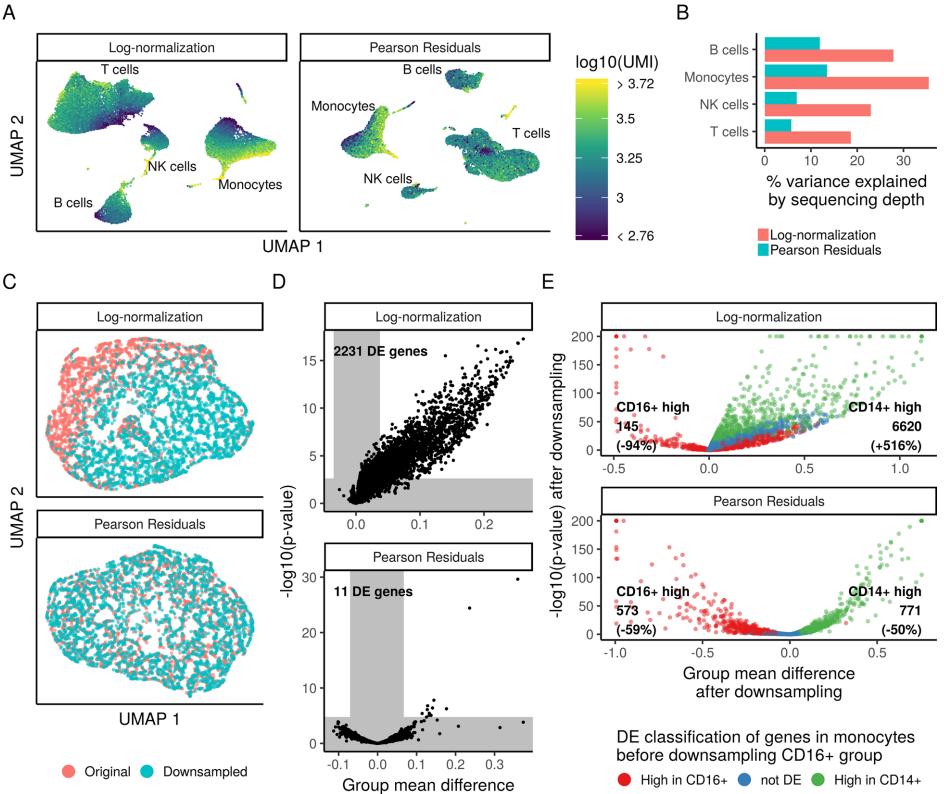 A
Log-normalization
Pearson Residuals
T cells
NK cells
Monocytes
B cells
B cells
Monocytes
T cells
NK cells
UMAP 2
UMAP 1
log10(UMI)
> 3.72
3.5
3.25
3
< 2.76
B
B cells
Monocytes
NK cells
T cells
0
10
20
30
% variance explained
by sequencing depth
Log-normalization
Pearson Residuals
C
Log-normalization
Pearson Residuals
UMAP 2
UMAP 1
Original
Downsampled
D
Log-normalization
2231 DE genes
15
10
5
0
0.0
0.1
0.2
-log10(p-value)
Pearson Residuals
11 DE genes
30
20
10
0
-0.1
0.0
0.1
0.2
0.3
Group mean difference
E
Log-normalization
200
150
100
50
0
CD16+ high
145
(-94%)
CD14+ high
6620
(+516%)
-0.5
0.0
0.5
1.0
-log10(p-value) after downsampling
Pearson Residuals
200
150
100
50
0
CD16+ high
573
(-59%)
CD14+ high
771
(-50%)
-1.0
-0.5
0.0
0.5
Group mean difference
after downsampling
DE classification of genes in monocytes
before downsampling CD16+ group
High in CD16+
not DE
High in CD14+